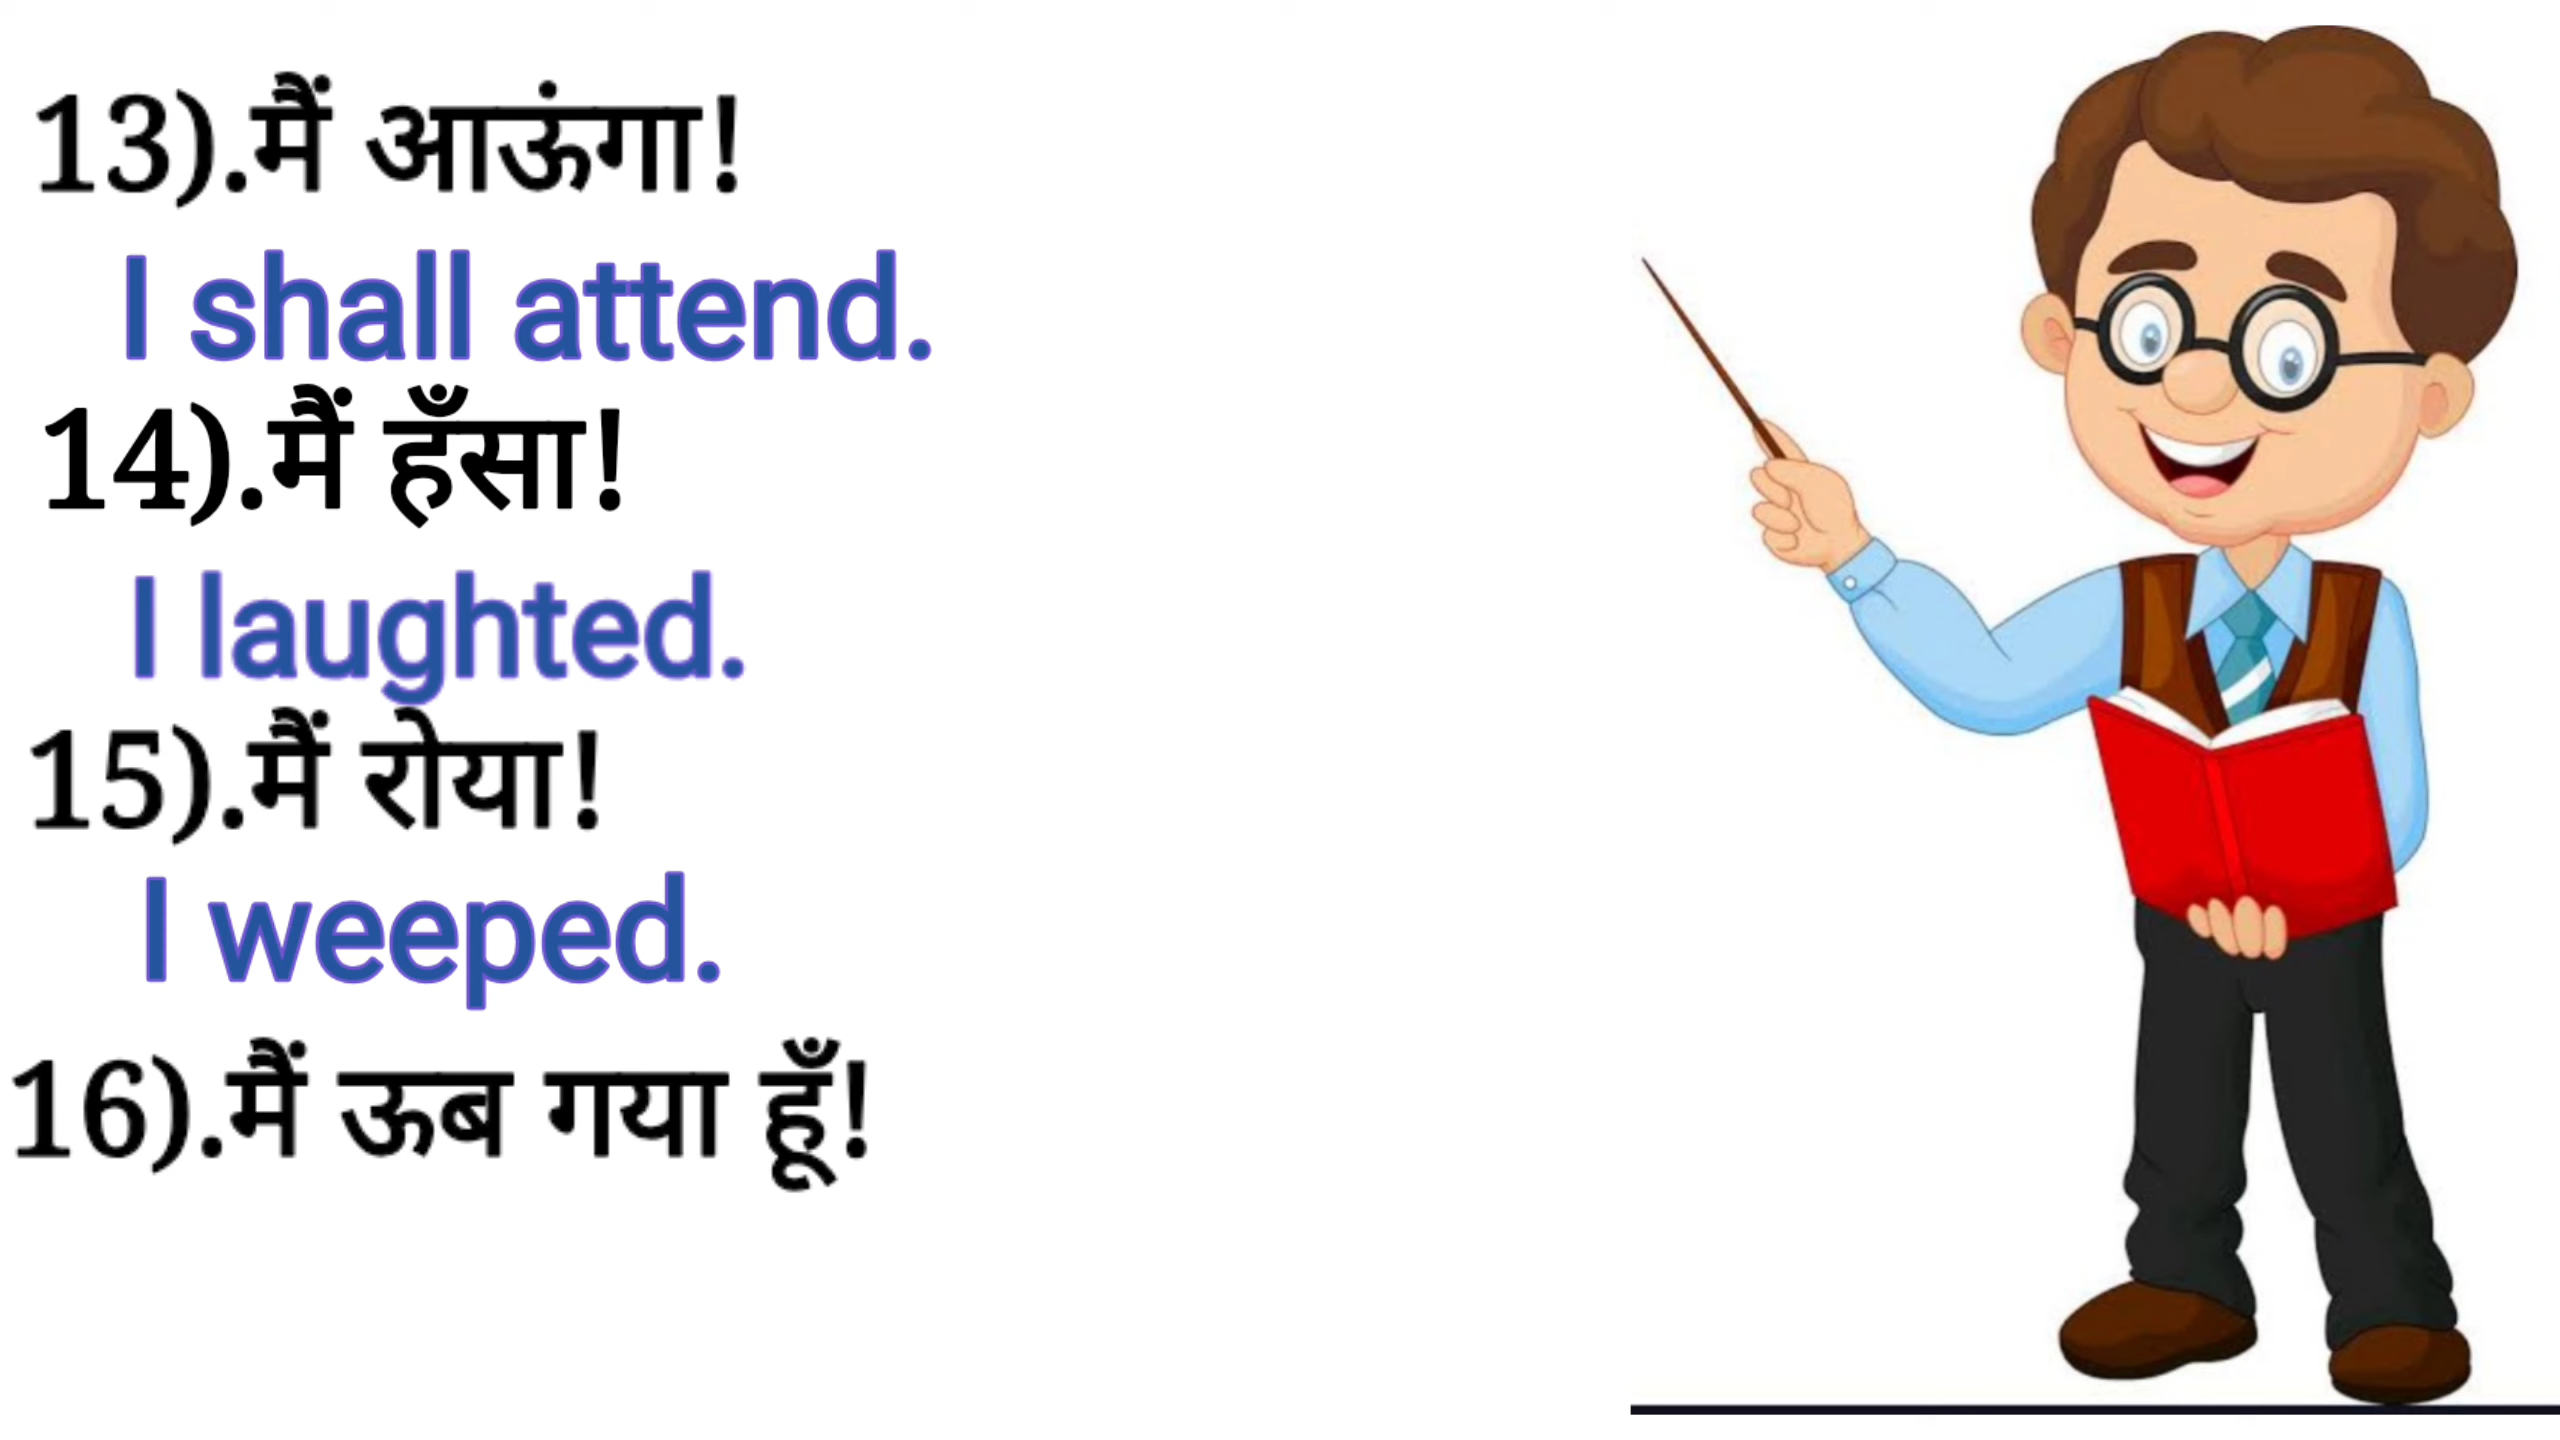 13).मैं आऊंगा!
I shall attend.
14).मैं हँसा!
I laughted.
15).मैं रोया!
I weeped.
16).मैं ऊब गया हूँ!